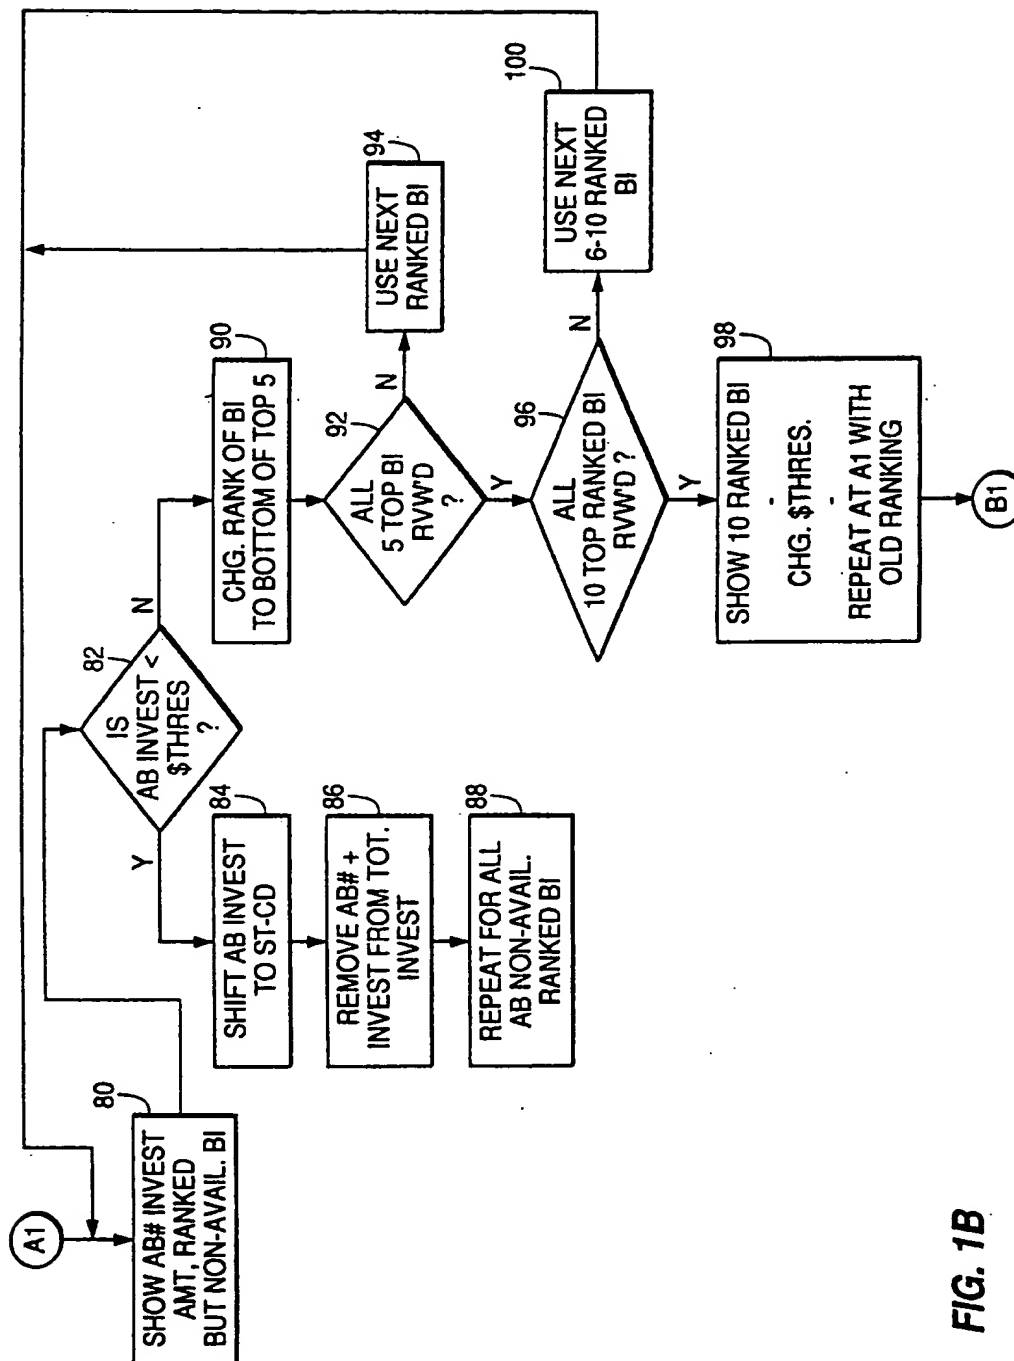 A1
80
SHOW AB# INVEST
AMT, RANKED
BUT NON-AVAIL. BI
82
IS
AB INVEST <
$THRES
?
Y
N
84
SHIFT AB INVEST
TO ST-CD
86
REMOVE AB# +
INVEST FROM TOT.
INVEST
88
REPEAT FOR ALL
AB NON-AVAIL.
RANKED BI
90
CHG. RANK OF BI
TO BOTTOM OF TOP 5
92
ALL
5 TOP BI
RVW'D
?
N
Y
94
USE NEXT
RANKED BI
96
ALL
10 TOP RANKED BI
RVW'D ?
N
Y
100
USE NEXT
6-10 RANKED
BI
98
SHOW 10 RANKED BI
-
CHG. $THRES.
-
REPEAT AT A1 WITH
OLD RANKING
B1
FIG. 1B